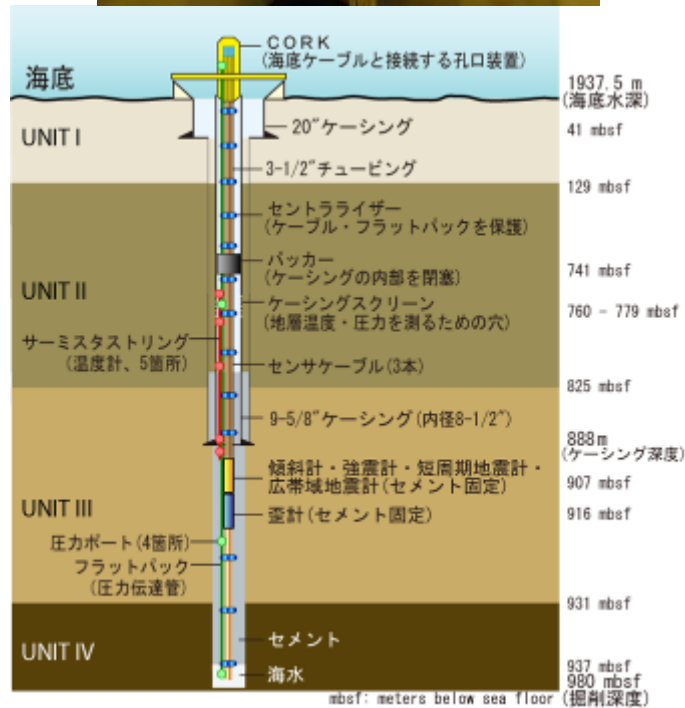 CORK
(海底ケーブルと接続する孔口装置)
海底
1937.5 m
(海底水深)
20″ケーシング
41 mbsf
UNIT I
3-1/2″チュービング
129 mbsf
セントラライザー
(ケーブル・フラットパックを保護)
パッカー
(ケーシングの内部を閉塞)
741 mbsf
UNIT II
ケーシングスクリーン
(地層温度・圧力を測るための穴)
760 - 779 mbsf
サーミスタストリング
(温度計、5箇所)
センサケーブル(3本)
825 mbsf
9-5/8″ケーシング(内径8-1/2″)
888m
(ケーシング深度)
傾斜計・強震計・短周期地震計・
広帯域地震計(セメント固定)
907 mbsf
UNIT III
歪計(セメント固定)
916 mbsf
圧力ポート(4箇所)
フラットパック
(圧力伝達管)
931 mbsf
セメント
UNIT IV
海水
937 mbsf
980 mbsf
mbsf: meters below sea floor (掘削深度)